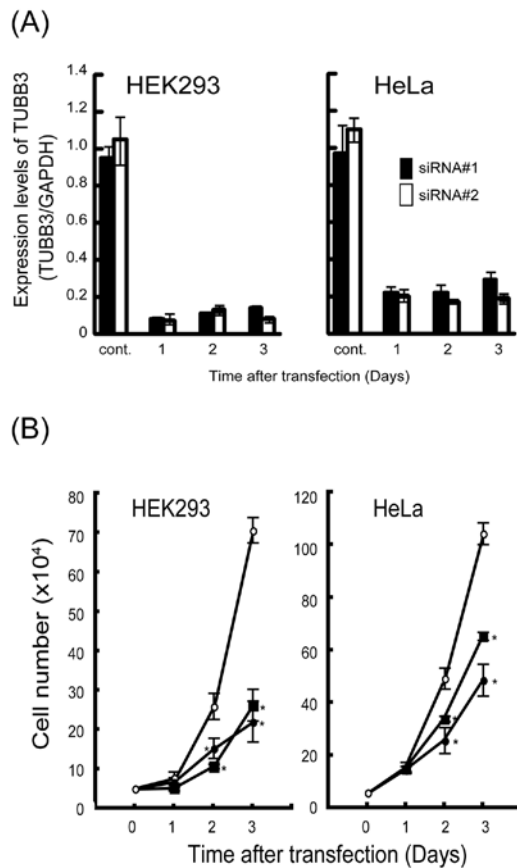 (A)
HEK293
HeLa
Expression levels of TUBB3
(TUBB3/GAPDH)
1.4
1.2
1.0
0.8
0.6
0.4
0.2
0
siRNA#1
siRNA#2
cont. 1 2 3
cont. 1 2 3
Time after transfection (Days)
(B)
HEK293
HeLa
Cell number (x10⁴)
80
70
60
50
40
30
20
10
0
120
100
80
60
40
20
0
* * * *
* * * *
0 1 2 3
0 1 2 3
Time after transfection (Days)